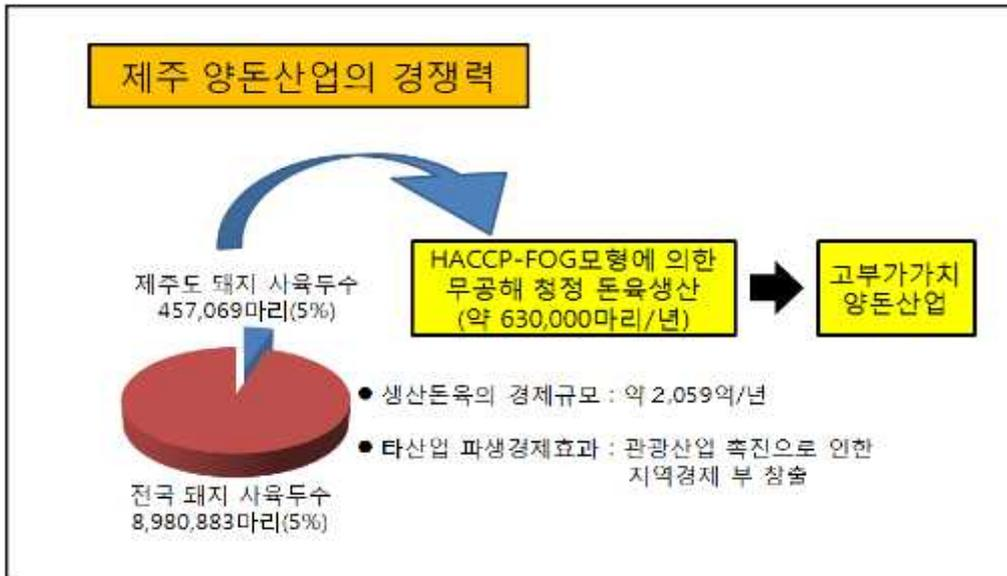 제주 양돈산업의 경쟁력
제주도 돼지 사육두수
457,069마리(5%)
HACCP-FOG모형에 의한
무공해 청정 돈육생산
(약 630,000마리/년)
고부가가치
양돈산업
● 생산돈육의 경제규모 : 약 2,059억/년
● 타산업 파생경제효과 : 관광산업 촉진으로 인한
지역경제 부 창출
전국 돼지 사육두수
8,980,883마리(5%)